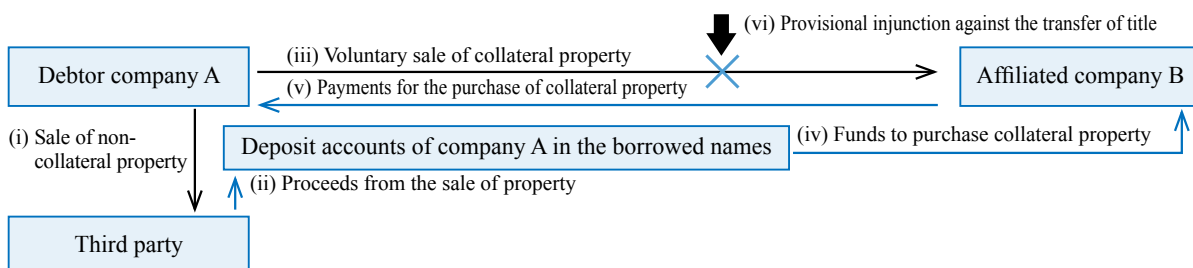 (vi) Provisional injunction against the transfer of title
(iii) Voluntary sale of collateral property
Debtor company A
Affiliated company B
(v) Payments for the purchase of collateral property
(i) Sale of non-
collateral property
Deposit accounts of company A in the borrowed names
(iv) Funds to purchase collateral property
(ii) Proceeds from the sale of property
Third party